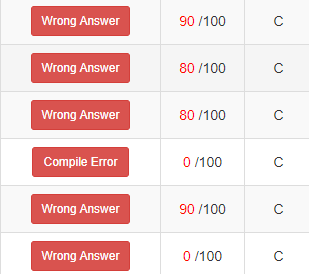 Wrong Answer 90 /100 C
Wrong Answer 80 /100 C
Wrong Answer 80 /100 C
Compile Error 0 /100 C
Wrong Answer 90 /100 C
Wrong Answer 0 /100 C